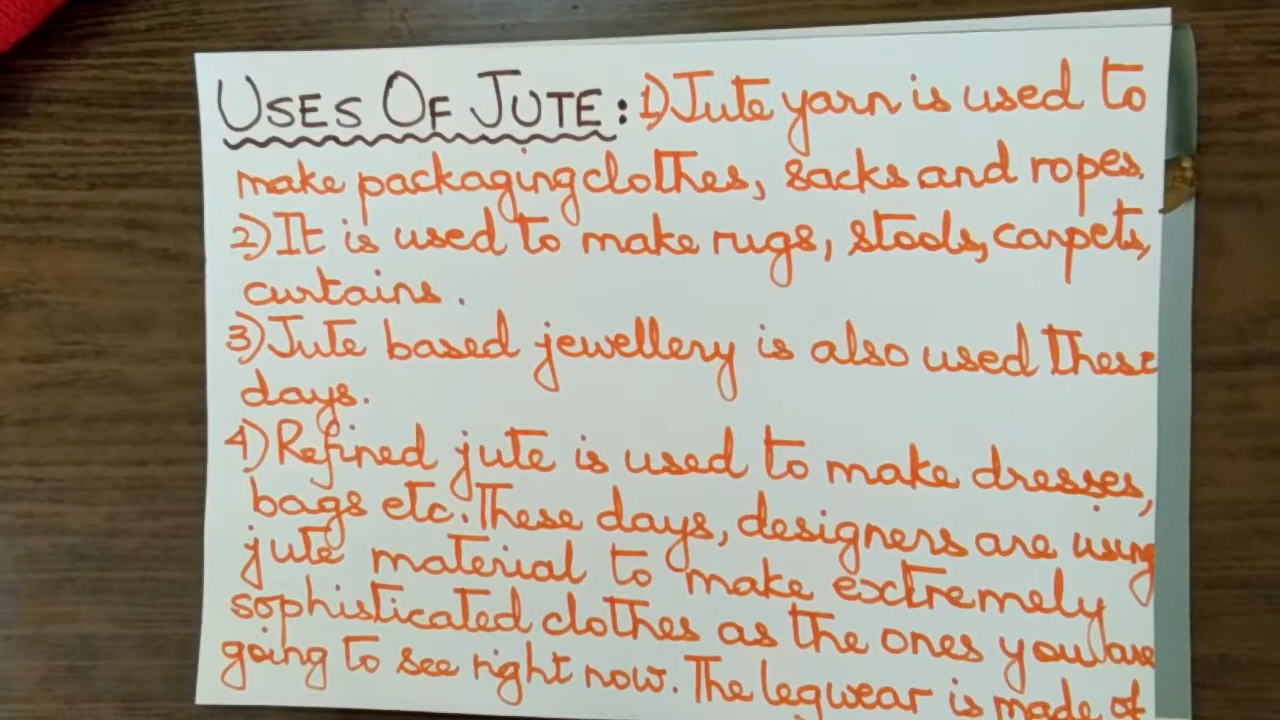 USES OF JUTE: 1) Jute yarn is used to
make packaging clothes, sacks and ropes.
2) It is used to make rugs, stools, carpets,
curtains.
3) Jute based jewellery is also used these
days.
4) Refined jute is used to make dresses,
bags etc. These days, designers are using
jute material to make extremely
sophisticated clothes as the ones you are
going to see right now. The legwear is made of